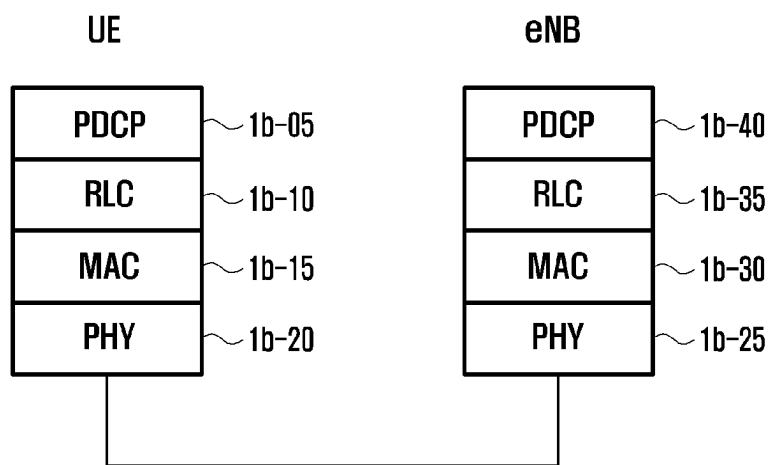 UE eNB
PDCP 1b-05 PDCP 1b-40
RLC 1b-10 RLC 1b-35
MAC 1b-15 MAC 1b-30
PHY 1b-20 PHY 1b-25